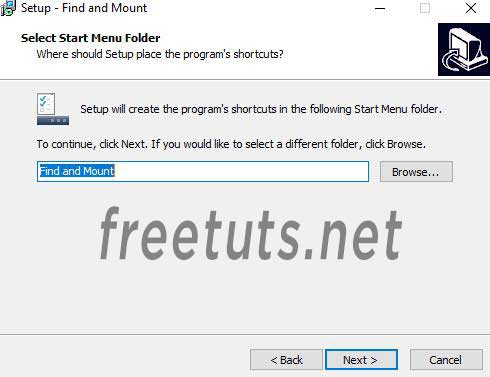 Setup - Find and Mount
Select Start Menu Folder
Where should Setup place the program's shortcuts?
Setup will create the program's shortcuts in the following Start Menu folder.
To continue, click Next. If you would like to select a different folder, click Browse.
Find and Mount
Browse...
freetuts.net
< Back
Next >
Cancel